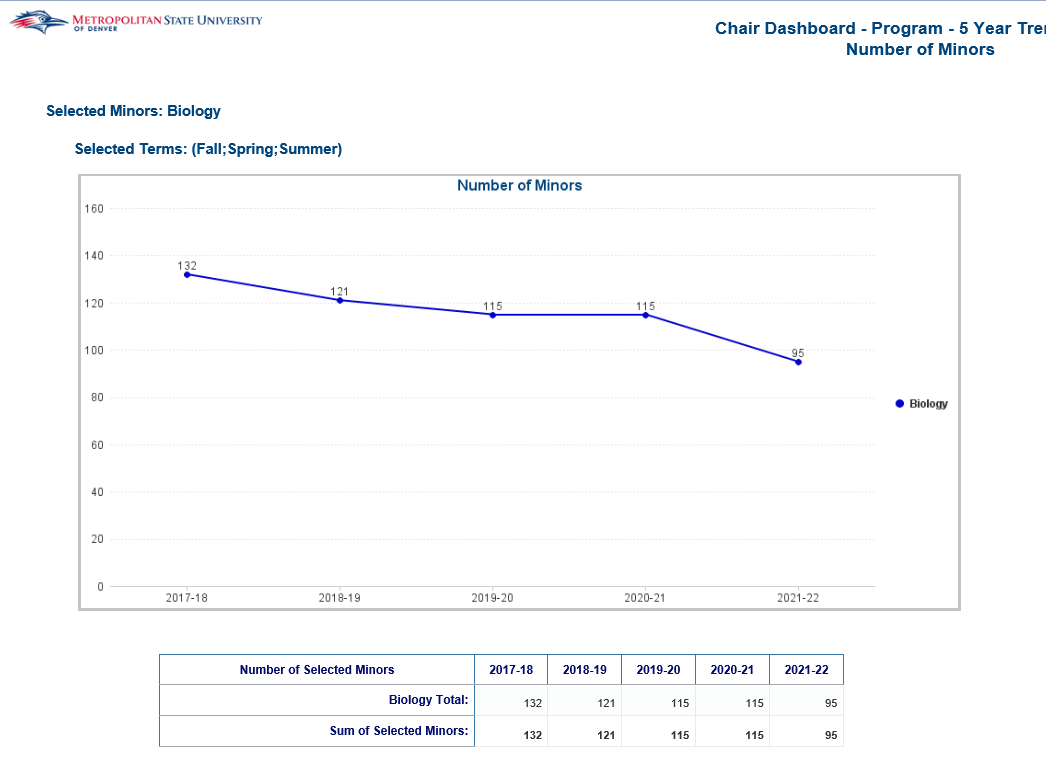 METROPOLITAN STATE UNIVERSITY
OF DENVER
Chair Dashboard - Program - 5 Year
Number of Minors
Selected Minors: Biology
Selected Terms: (Fall;Spring;Summer)
Number of Minors
160
140
120
100
80
60
40
20
0
132
121
115
115
95
Biology
2017-18 2018-19 2019-20 2020-21 2021-22
Number of Selected Minors 2017-18 2018-19 2019-20 2020-21 2021-22
Biology Total: 132 121 115 115 95
Sum of Selected Minors: 132 121 115 115 95